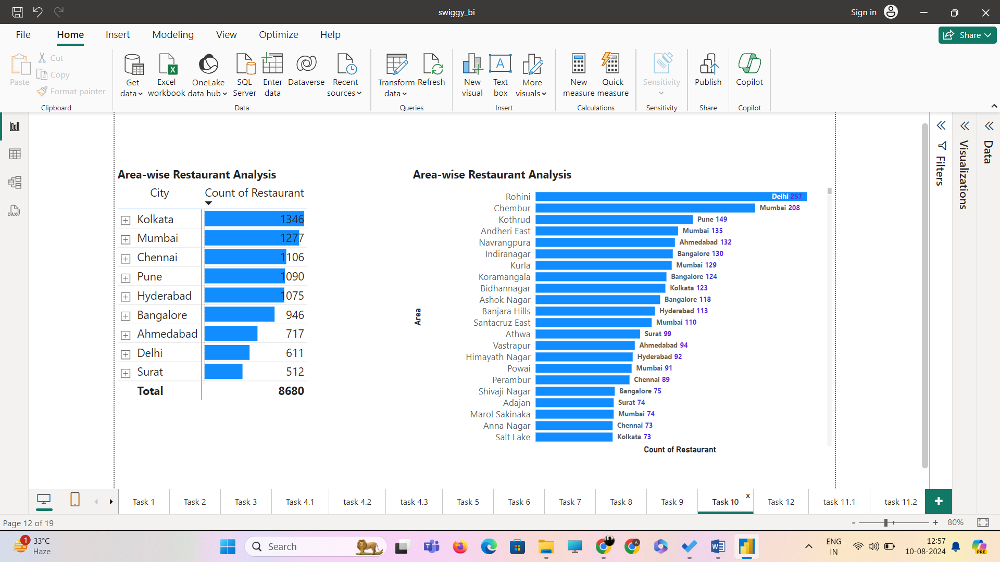 swiggy_bi
Sign in
File Home Insert Modeling View Optimize Help
Share
Paste
Cut
Copy
Format painter
Clipboard
Get data
Excel workbook
OneLake data hub
SQL Server
Enter data
Dataverse
Recent sources
Data
Transform data
Refresh
Queries
New visual
Text box
More visuals
Insert
New measure
Quick measure
Calculations
Sensitivity
Sensitivity
Publish
Share
Copilot
Copilot
Area-wise Restaurant Analysis
City Count of Restaurant
Kolkata 1346
Mumbai 1277
Chennai 1106
Pune 1090
Hyderabad 1075
Bangalore 946
Ahmedabad 717
Delhi 611
Surat 512
Total 8680
Area-wise Restaurant Analysis
Area
Rohini Delhi 257
Chembur Mumbai 208
Kothrud Pune 149
Andheri East Mumbai 135
Navrangpura Ahmedabad 132
Indiranagar Bangalore 130
Kurla Mumbai 129
Koramangala Bangalore 124
Bidhannagar Kolkata 123
Ashok Nagar Bangalore 118
Banjara Hills Hyderabad 113
Santacruz East Mumbai 110
Athwa Surat 99
Vastrapur Ahmedabad 94
Himayath Nagar Hyderabad 92
Powai Mumbai 91
Perambur Chennai 89
Shivaji Nagar Bangalore 75
Adajan Surat 74
Marol Sakinaka Mumbai 74
Anna Nagar Chennai 73
Salt Lake Kolkata 73
Count of Restaurant
Filters
Visualizations
Data
Task 1 Task 2 Task 3 Task 4.1 task 4.2 task 4.3 Task 5 Task 6 Task 7 Task 8 Task 9 Task 10 x Task 12 task 11.1 task 11.2 +
Page 12 of 19
- + 80%
1
33°C
Haze
Search
ENG
IN
12:57
10-08-2024
PRE